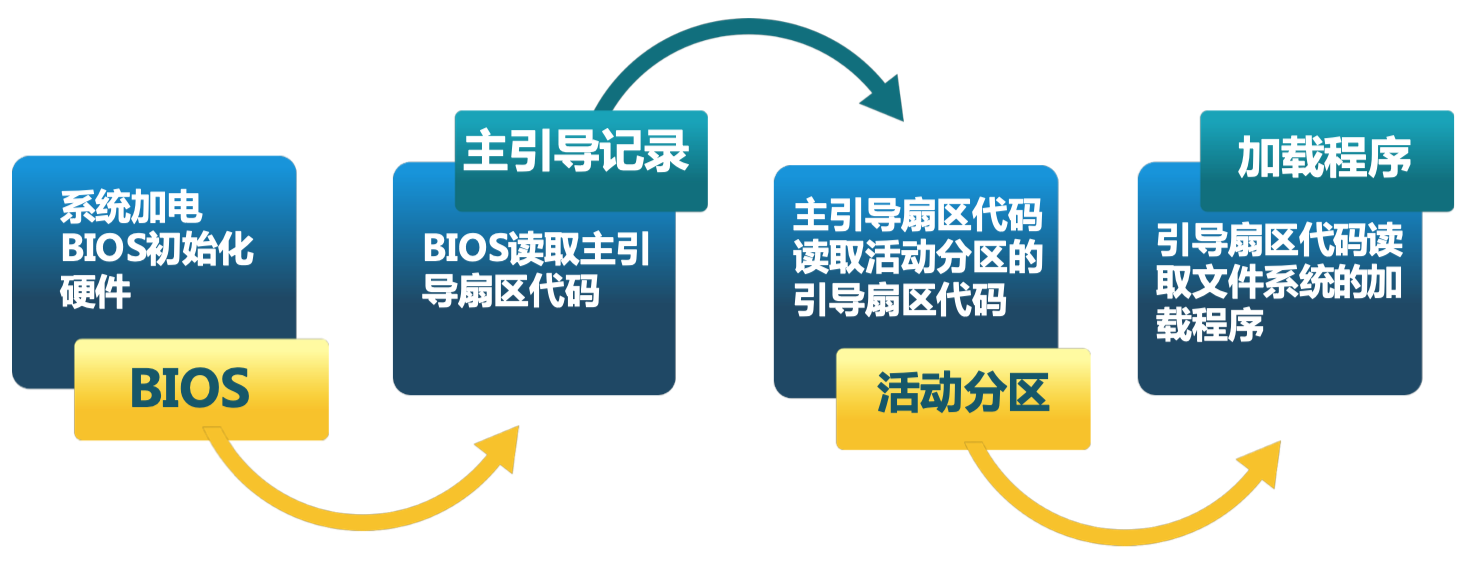 系统加电
BIOS初始化
硬件
BIOS
主引导记录
BIOS读取主引
导扇区代码
主引导扇区代码
读取活动分区的
引导扇区代码
活动分区
加载程序
引导扇区代码读
取文件系统的加
载程序